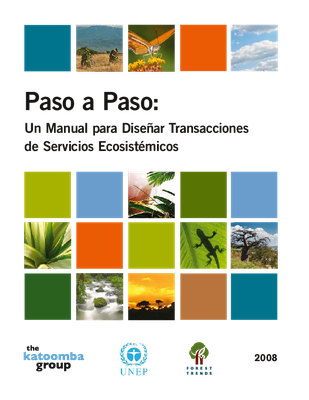 Paso a Paso:
Un Manual para Diseñar Transacciones
de Servicios Ecosistémicos
the
katoomba
group
UNEP
FOREST
TRENDS
2008